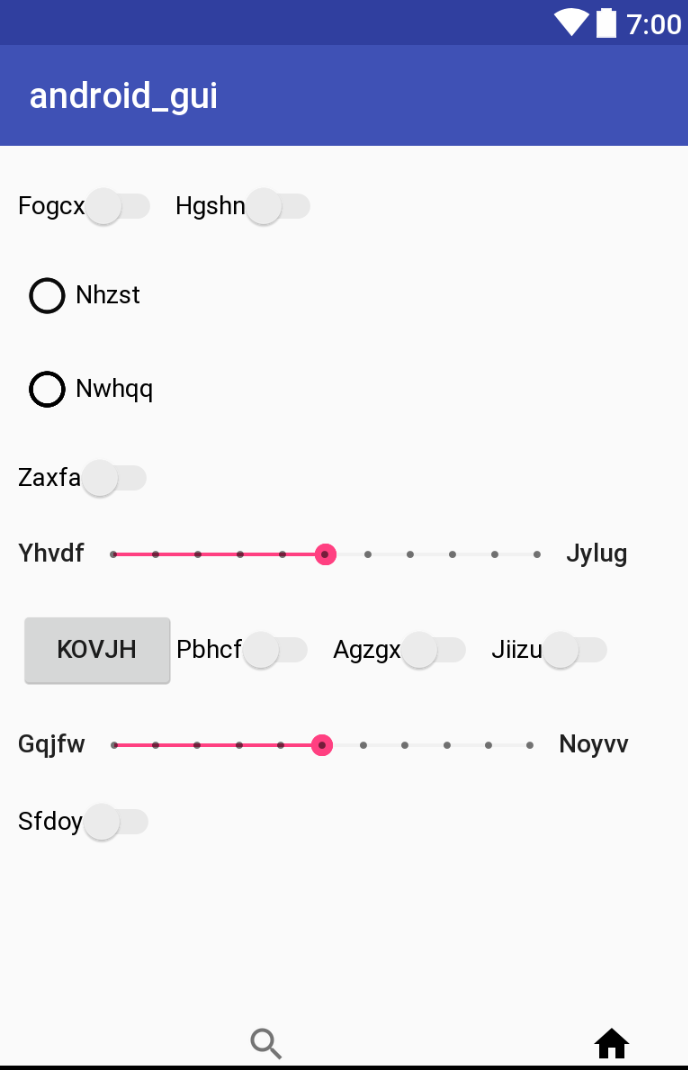 7:00
android_gui
Fogcx Hgshn
Nhzst
Nwhqq
Zaxfa
Yhvdf Jylug
KOVJH Pbhcf Agzgx Jiizu
Gqjfw Noyvv
Sfdoy